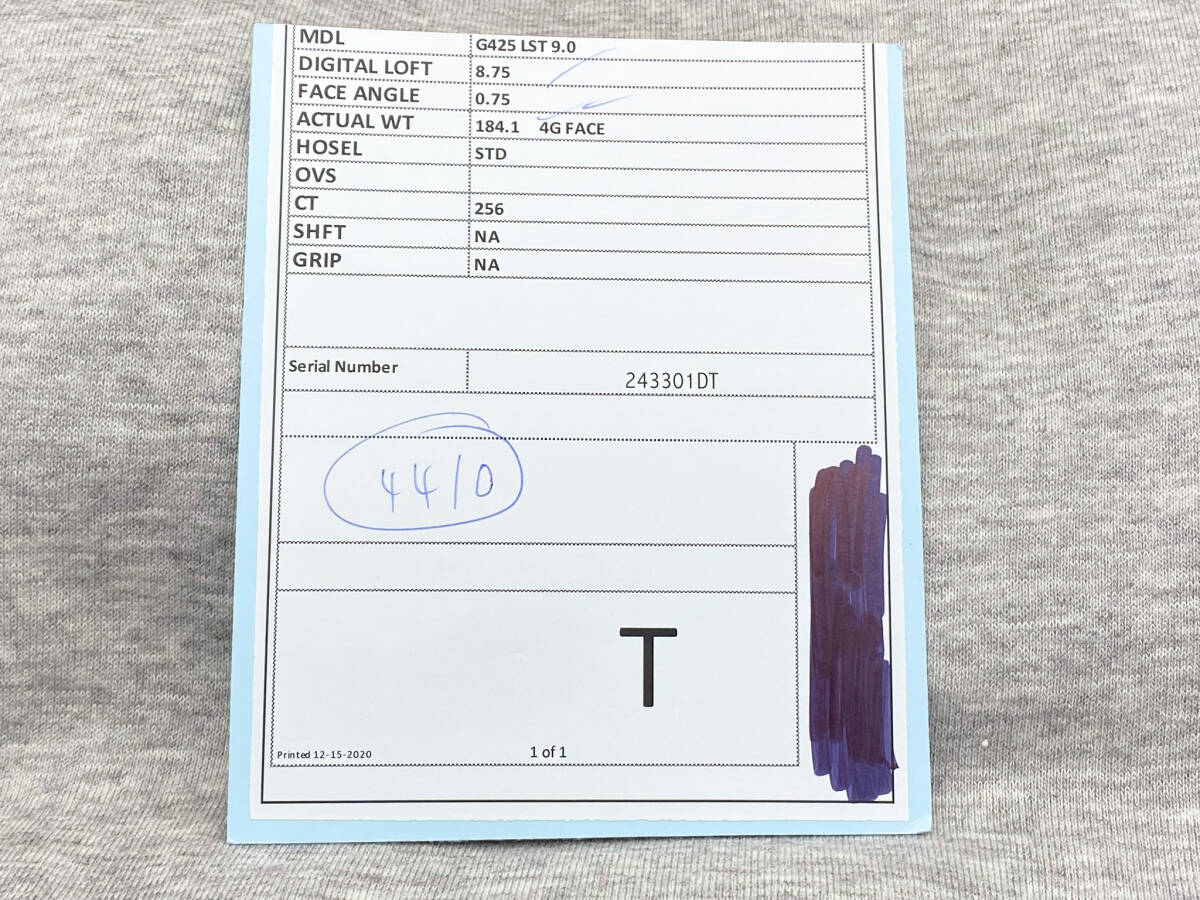 MDL G425 LST 9.0
DIGITAL LOFT 8.75
FACE ANGLE 0.75
ACTUAL WT 184.1 4G FACE
HOSEL STD
OVS
CT 256
SHFT NA
GRIP NA
Serial Number 243301DT
4410
T
Printed 12-15-2020 1 of 1